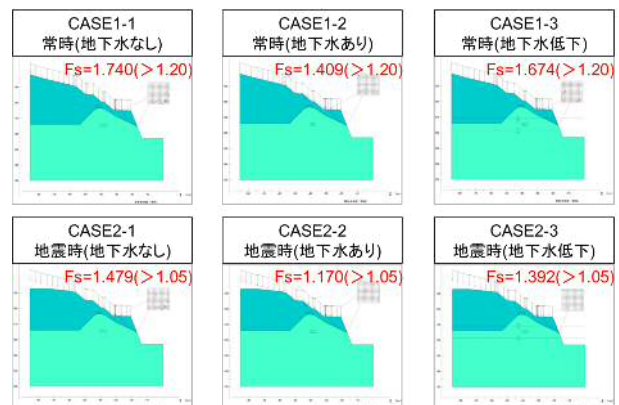 CASE1-1
常時(地下水なし)
Fs=1.740(＞1.20)
CASE1-2
常時(地下水あり)
Fs=1.409(＞1.20)
CASE1-3
常時(地下水低下)
Fs=1.674(＞1.20)
CASE2-1
地震時(地下水なし)
Fs=1.479(＞1.05)
CASE2-2
地震時(地下水あり)
Fs=1.170(＞1.05)
CASE2-3
地震時(地下水低下)
Fs=1.392(＞1.05)